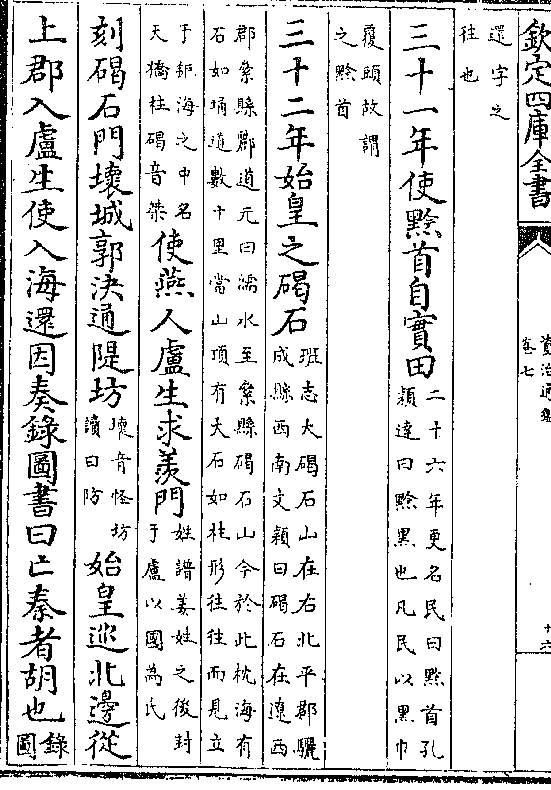 欽定四庫全書
資治通鑑
卷七
十六
還字之
往也
三十一年使黔首自實田二十六年更名民曰黔首孔
穎達曰黔黑也凡民以黑巾
覆頭故謂
之黔首
三十二年始皇之碣石班志大碣石山在右北平郡驪
成縣西南文穎曰碣石在遼西
郡絫縣酈道元曰濡水至絫縣碣石山今於此枕海有
石如埇道數十里當山頂有大石如柱形往往而見立
于鉅海之中名
天橋柱碣音桀
使燕人盧生求羨門姓譜姜姓之後封
于盧以國為氏
刻碣石門壞城郭決通隄坊壞音怪坊
讀曰防
始皇巡北邊從
上郡入盧生使入海還因奏錄圖書曰亡秦者胡也錄
圖